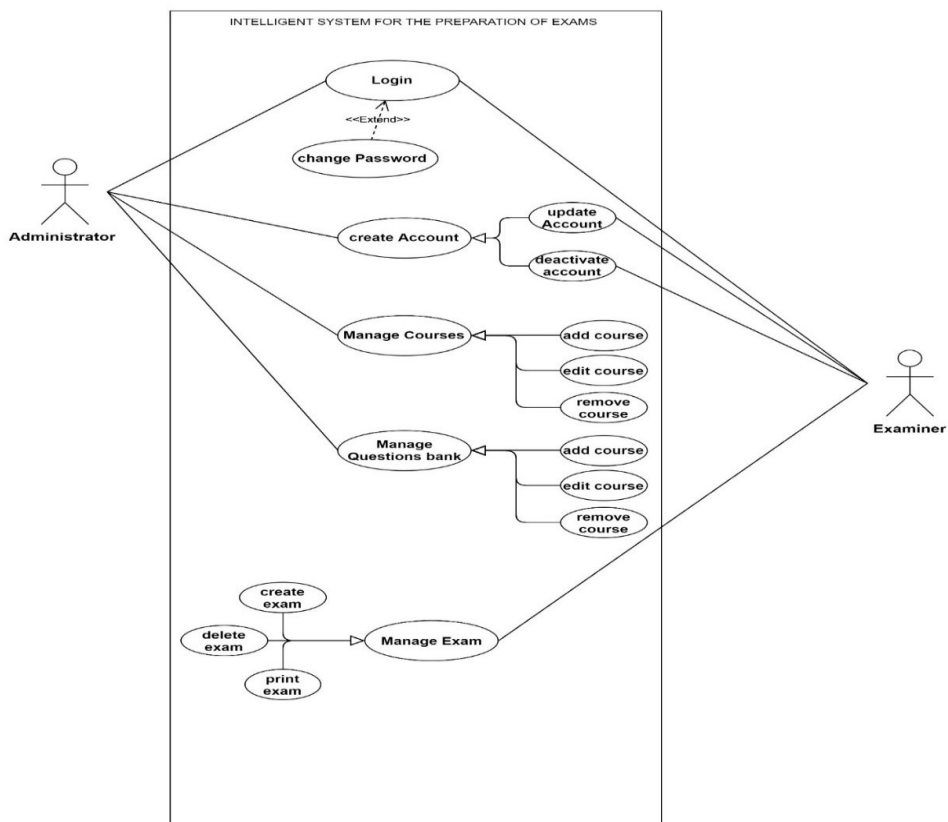 INTELLIGENT SYSTEM FOR THE PREPARATION OF EXAMS
Login
<<Extend>>
change Password
Administrator
create Account
update
Account
deactivate
account
Manage Courses
add course
edit course
remove
course
Examiner
Manage
Questions bank
add course
edit course
remove
course
create
exam
delete
exam
Manage Exam
print
exam